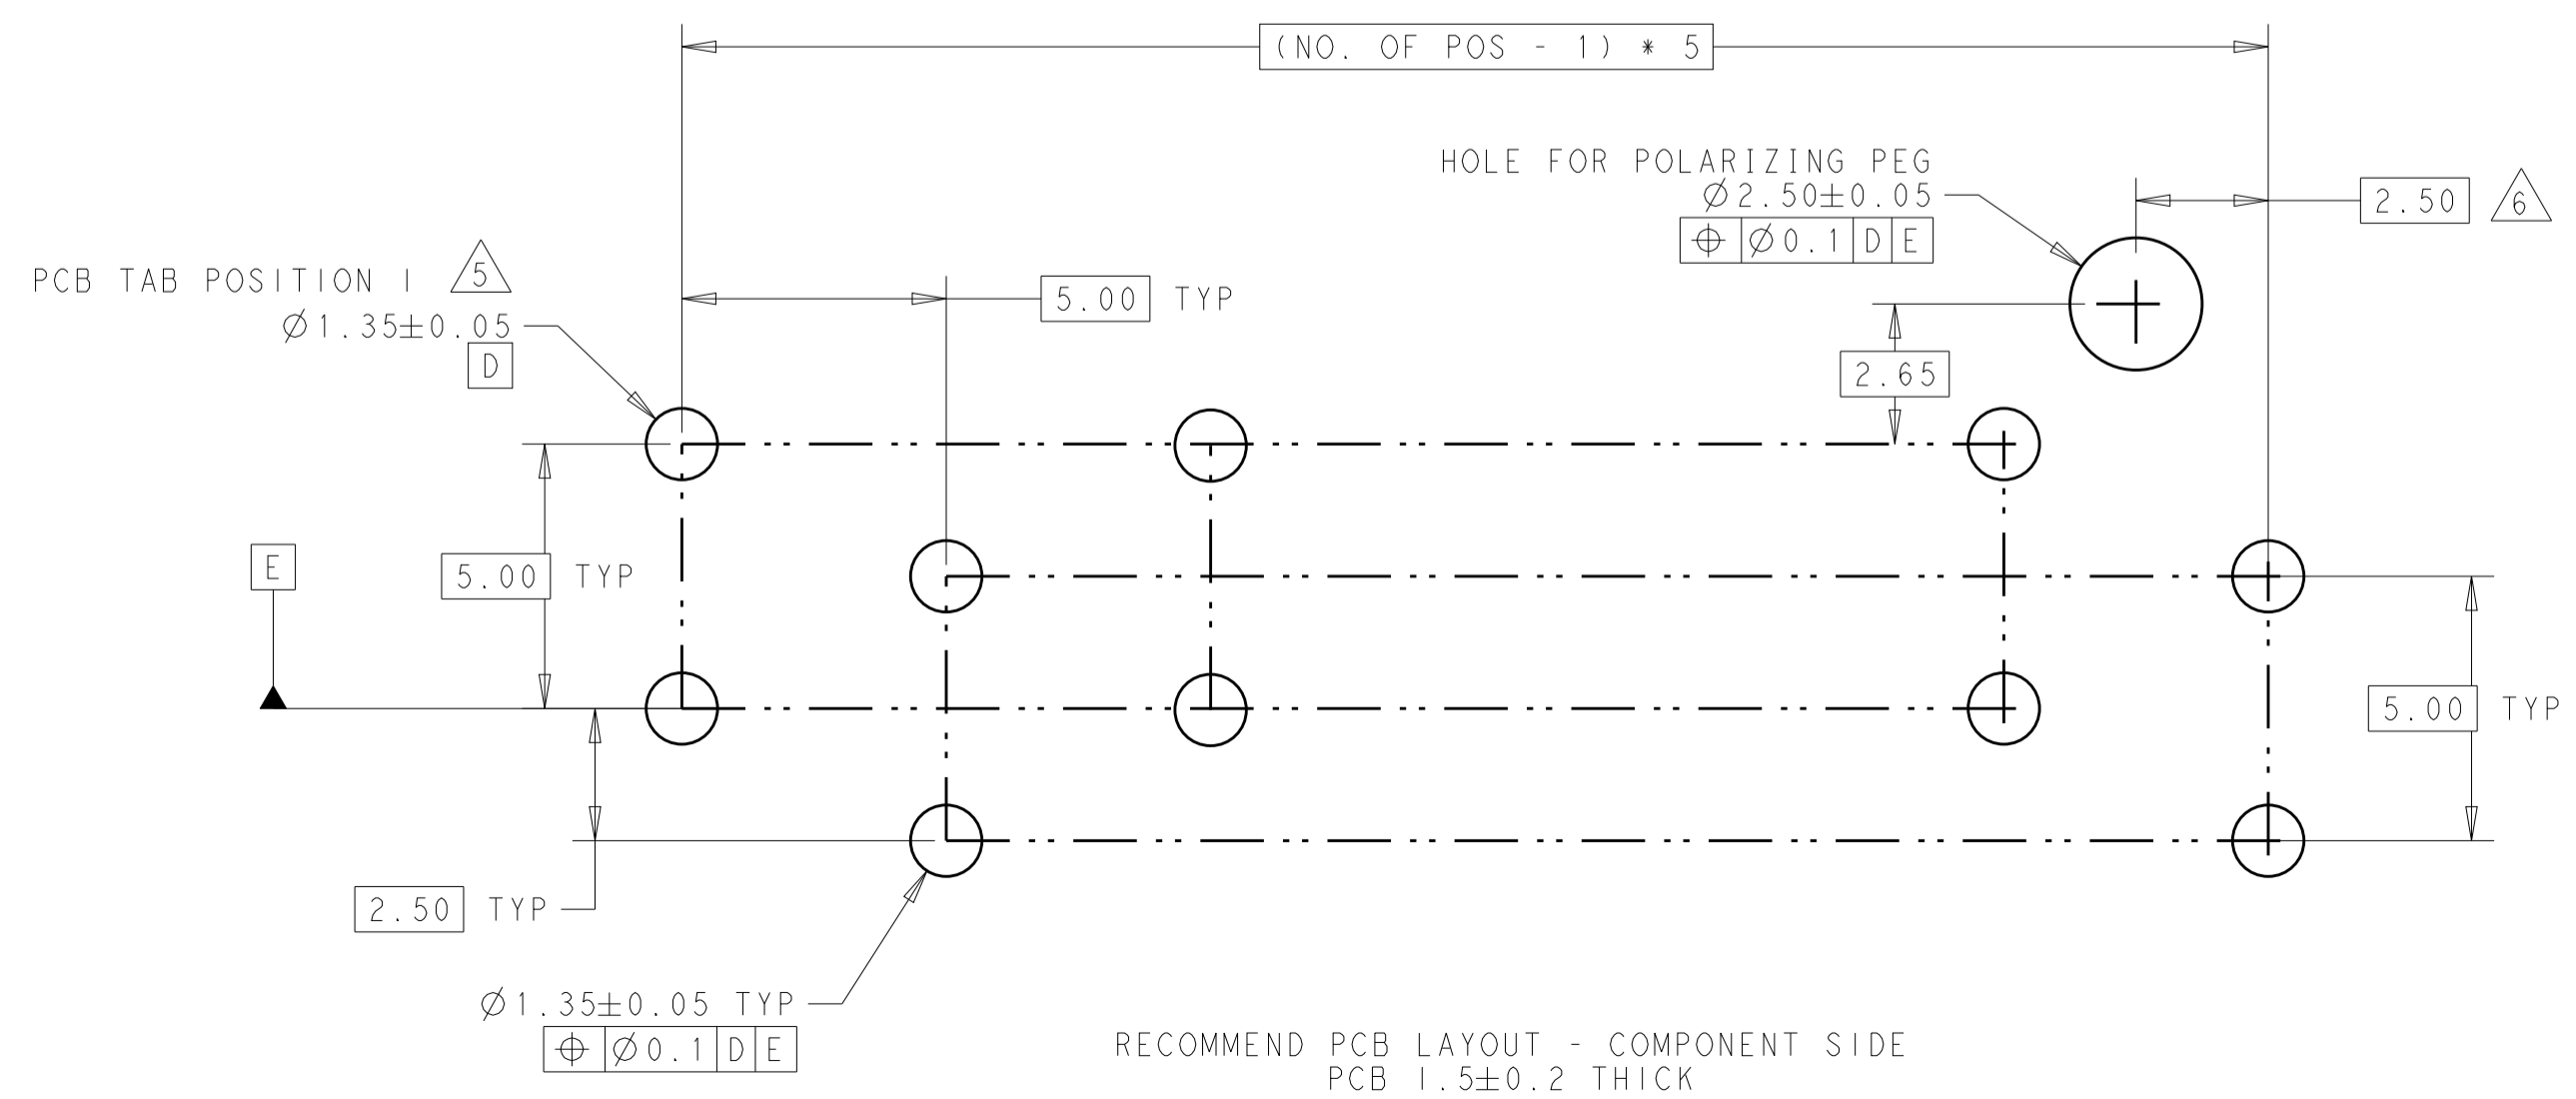 (NO. OF POS - 1) * 5
HOLE FOR POLARIZING PEG
Ø2.50±0.05
⌖ Ø0.1 D E
2.50 6
PCB TAB POSITION 1 5
Ø1.35±0.05
D
5.00 TYP
2.65
E
5.00 TYP
5.00 TYP
2.50 TYP
Ø1.35±0.05 TYP
⌖ Ø0.1 D E
RECOMMEND PCB LAYOUT - COMPONENT SIDE
PCB 1.5±0.2 THICK